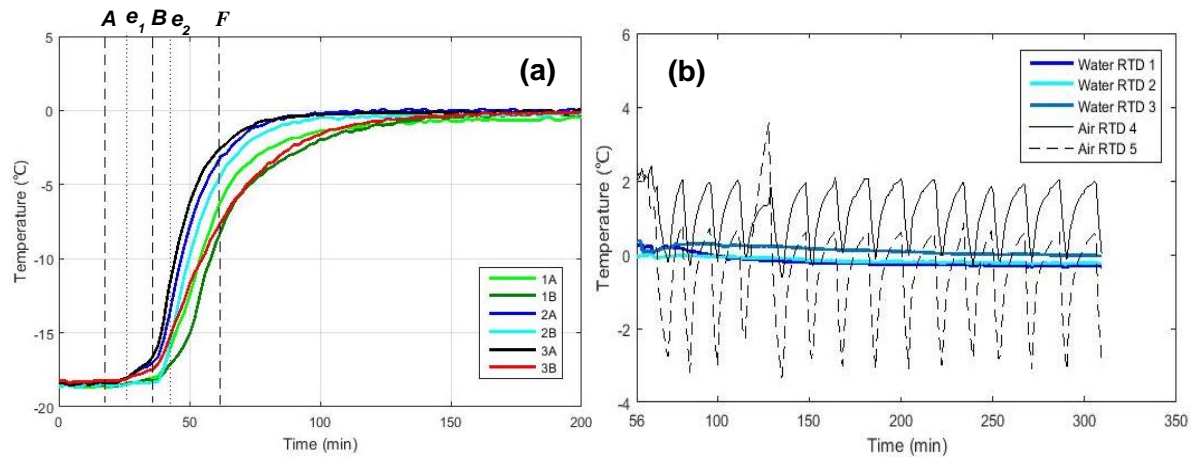 A e1 B e2 F
(a)
5
0
-5
-10
-15
-20
Temperature (℃)
0 50 100 150 200
Time (min)
1A
1B
2A
2B
3A
3B
(b)
6
4
2
0
-2
-4
Temperature (℃)
56 100 150 200 250 300 350
Time (min)
Water RTD 1
Water RTD 2
Water RTD 3
Air RTD 4
Air RTD 5